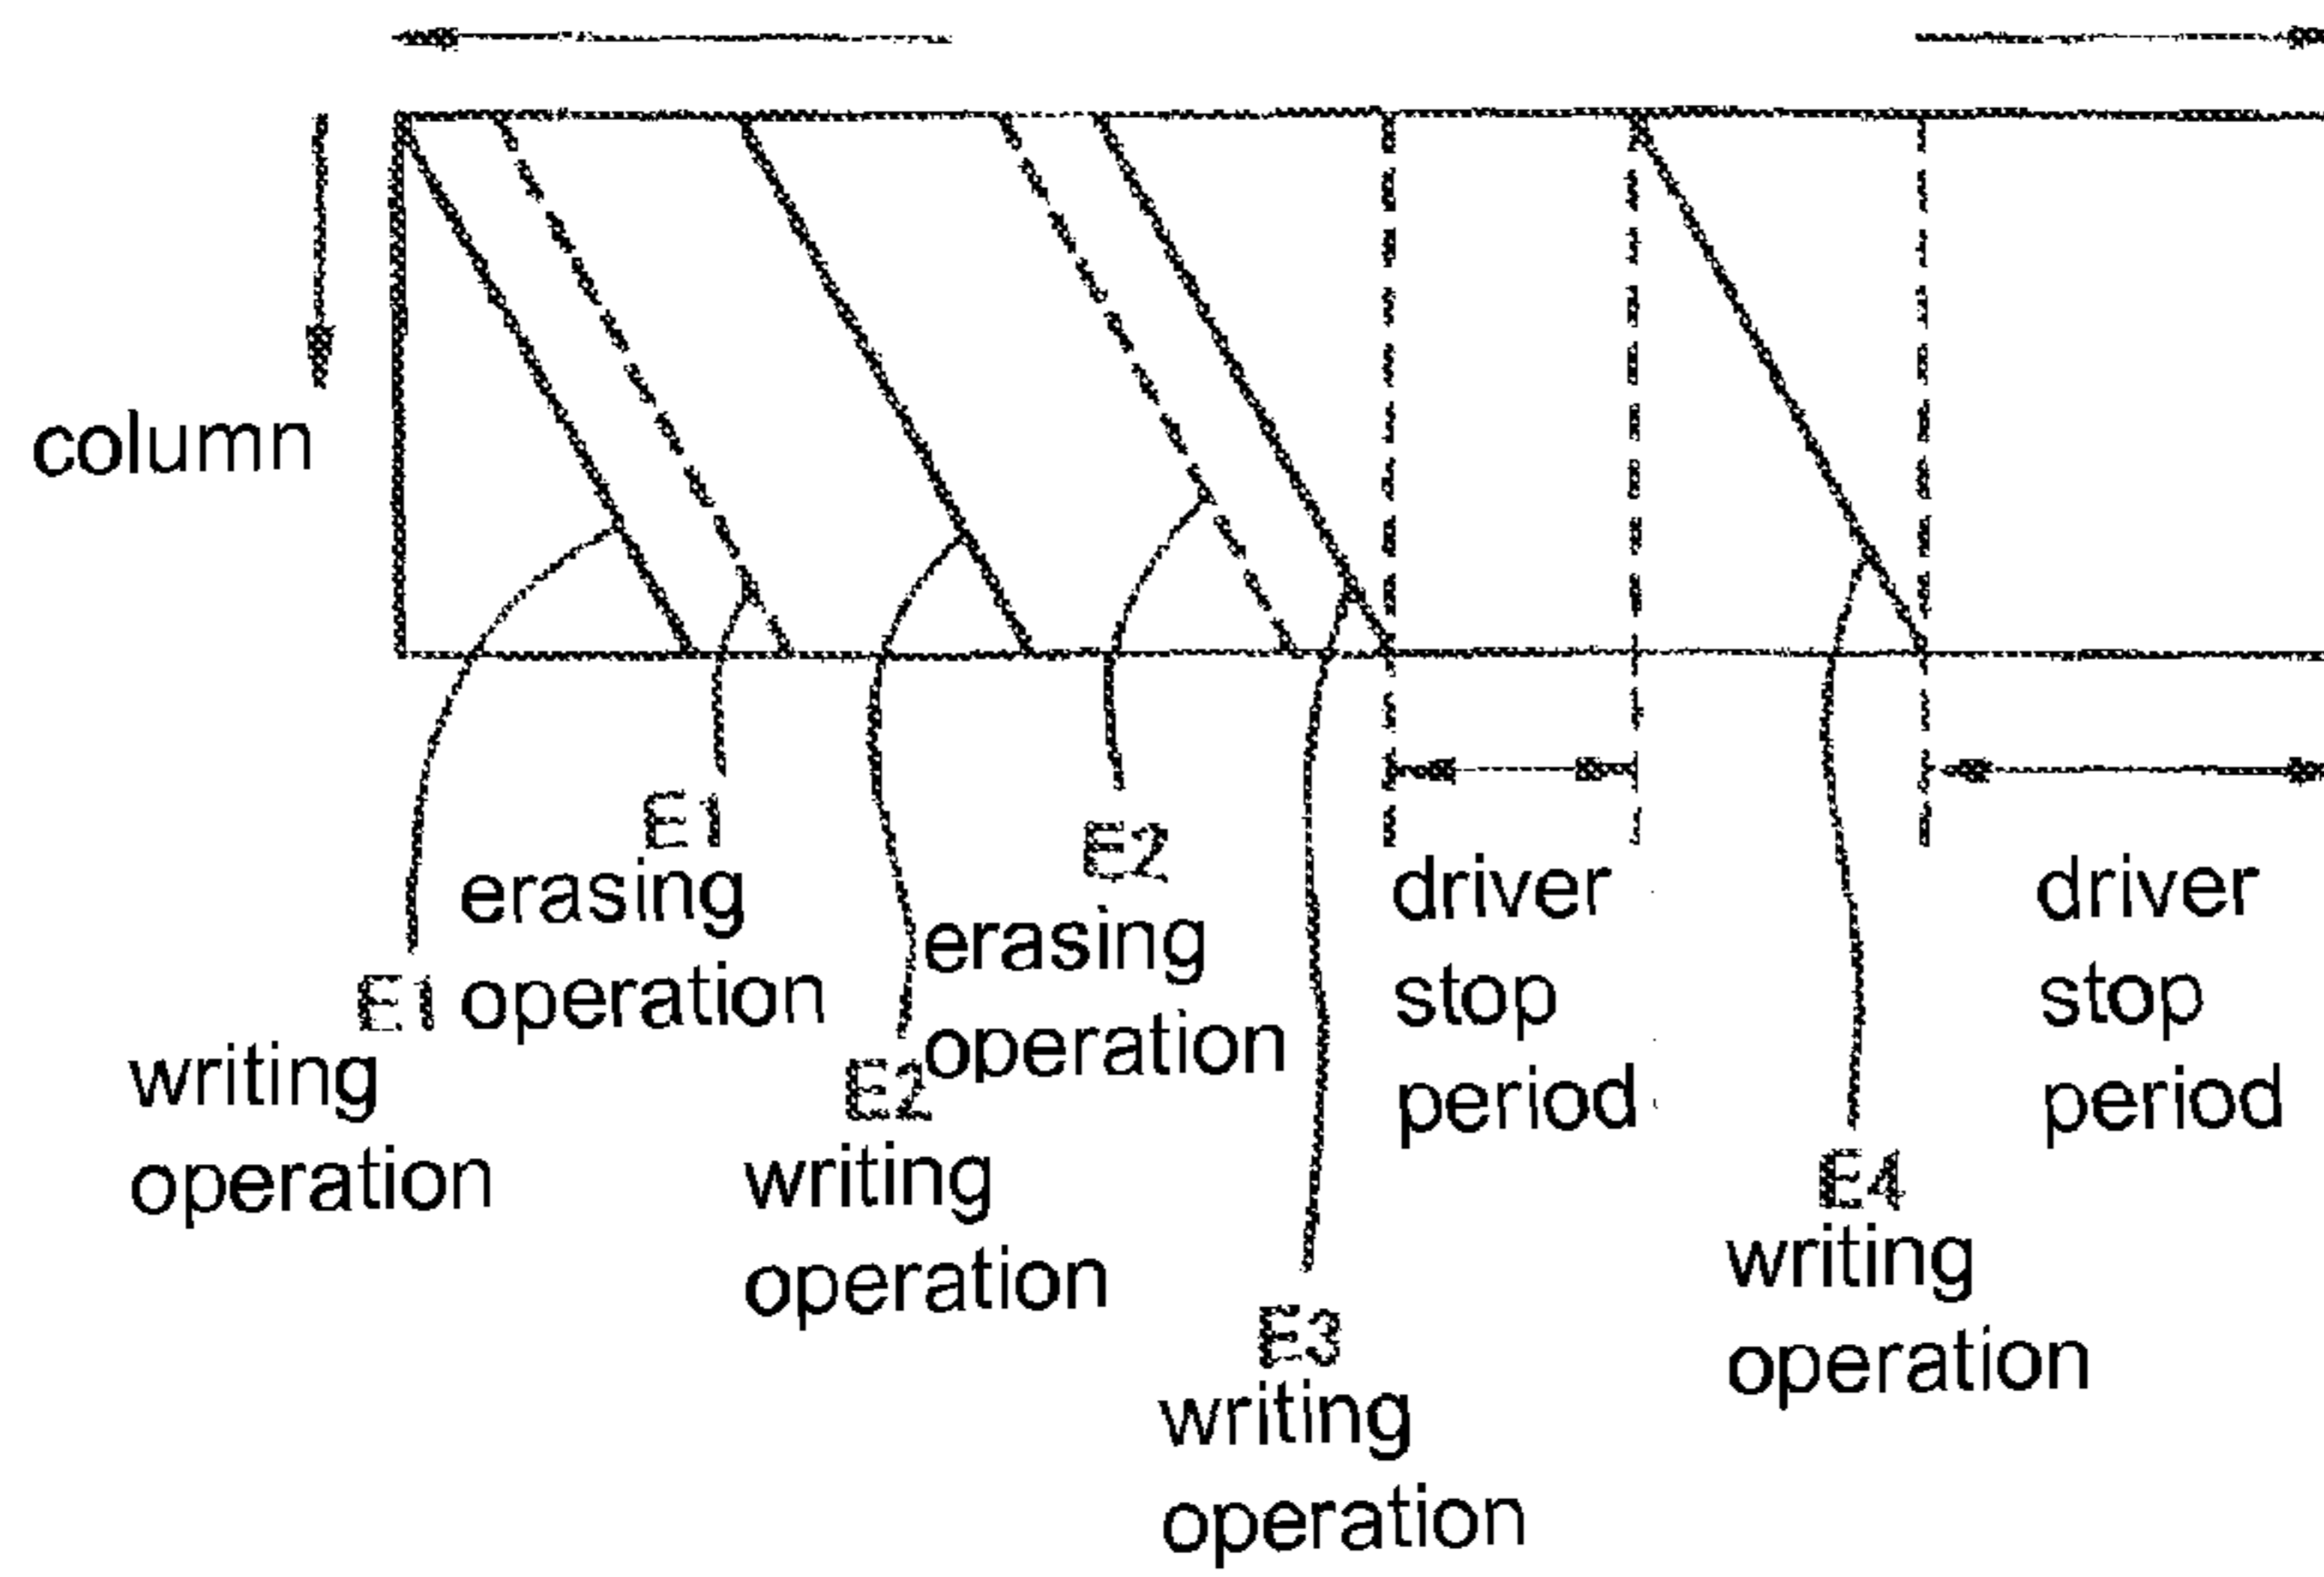 column
E1
erasing
operation
E2
erasing
operation
driver
stop
period
driver
stop
period
E1
writing
operation
E2
writing
operation
E4
writing
operation
E3
writing
operation